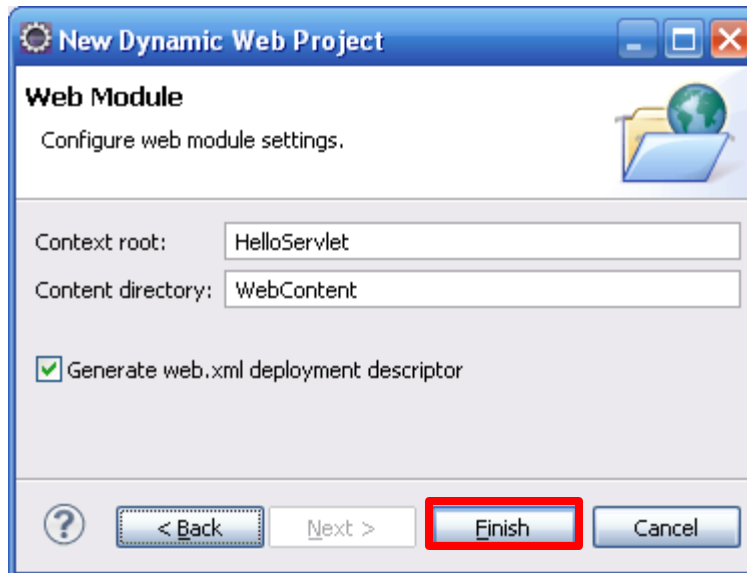 New Dynamic Web Project
Web Module
Configure web module settings.
Context root: HelloServlet
Content directory: WebContent
Generate web.xml deployment descriptor
? < Back Next > Finish Cancel